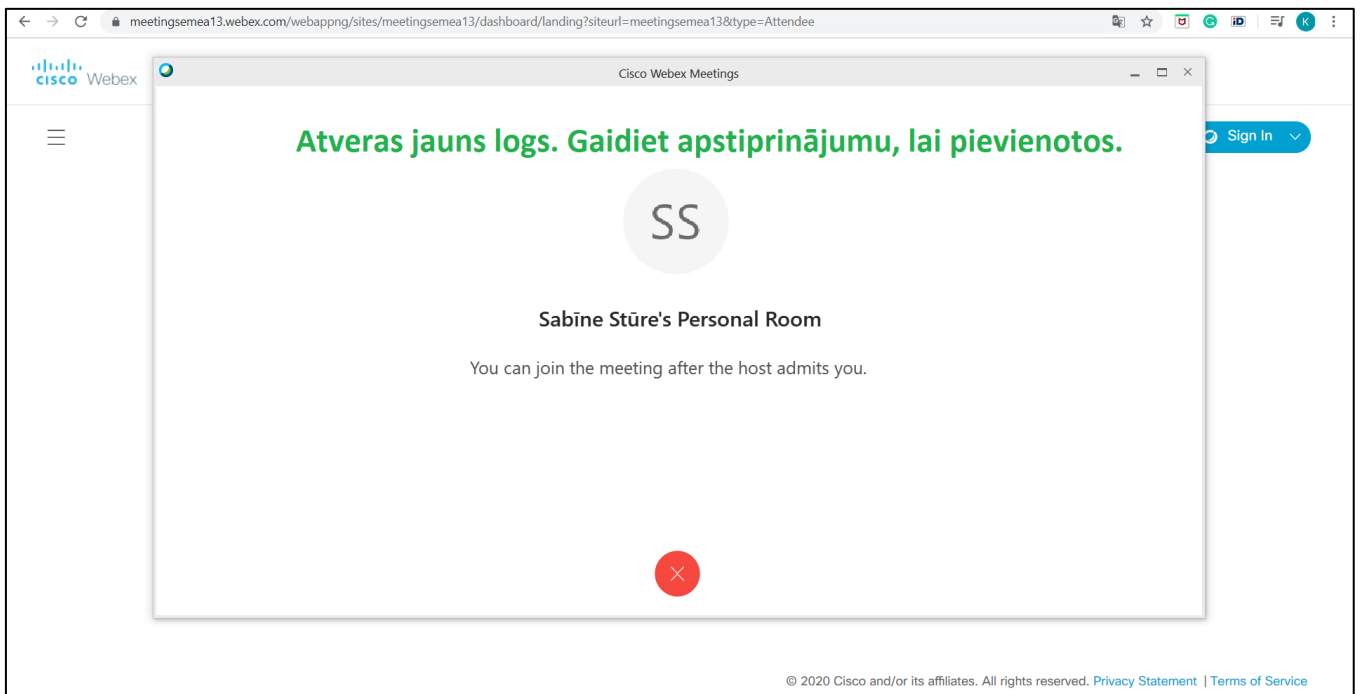 meetingsemea13.webex.com/webappng/sites/meetingsemea13/dashboard/landing?siteurl=meetingsemea13&type=Attendee
K
CISCO Webex
Cisco Webex Meetings
Atveras jauns logs. Gaidiet apstiprinājumu, lai pievienotos.
Sign In
SS
Sabīne Stūre's Personal Room
You can join the meeting after the host admits you.
© 2020 Cisco and/or its affiliates. All rights reserved. Privacy Statement | Terms of Service